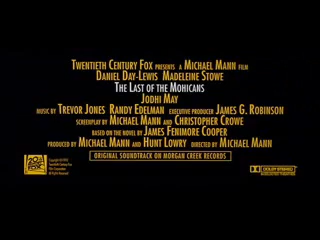 TWENTIETH CENTURY FOX PRESENTS A MICHAEL MANN FILM
DANIEL DAY-LEWIS MADELEINE STOWE
THE LAST OF THE MOHICANS
JODHI MAY
MUSIC BY TREVOR JONES RANDY EDELMAN EXECUTIVE PRODUCER JAMES G. ROBINSON
SCREENPLAY BY MICHAEL MANN AND CHRISTOPHER CROWE
BASED ON THE NOVEL BY JAMES FENIMORE COOPER
PRODUCED BY MICHAEL MANN AND HUNT LOWRY DIRECTED BY MICHAEL MANN
ORIGINAL SOUNDTRACK ON MORGAN CREEK RECORDS
DOLBY STEREO